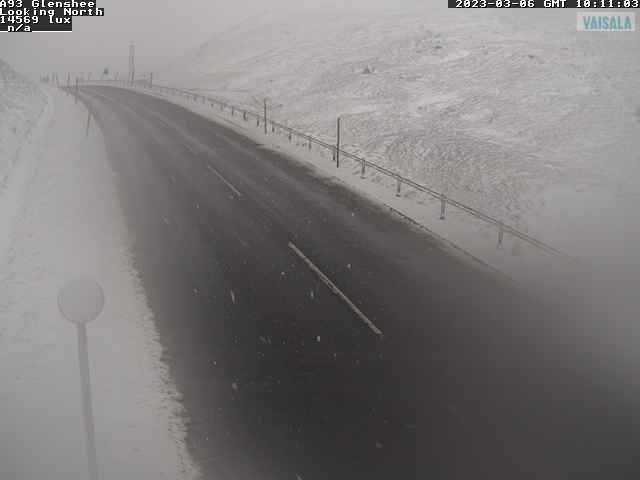 A93 Glenshee
Looking North
14569 lux
n/a
2023-03-06 GMT 10:11:03
VAISALA